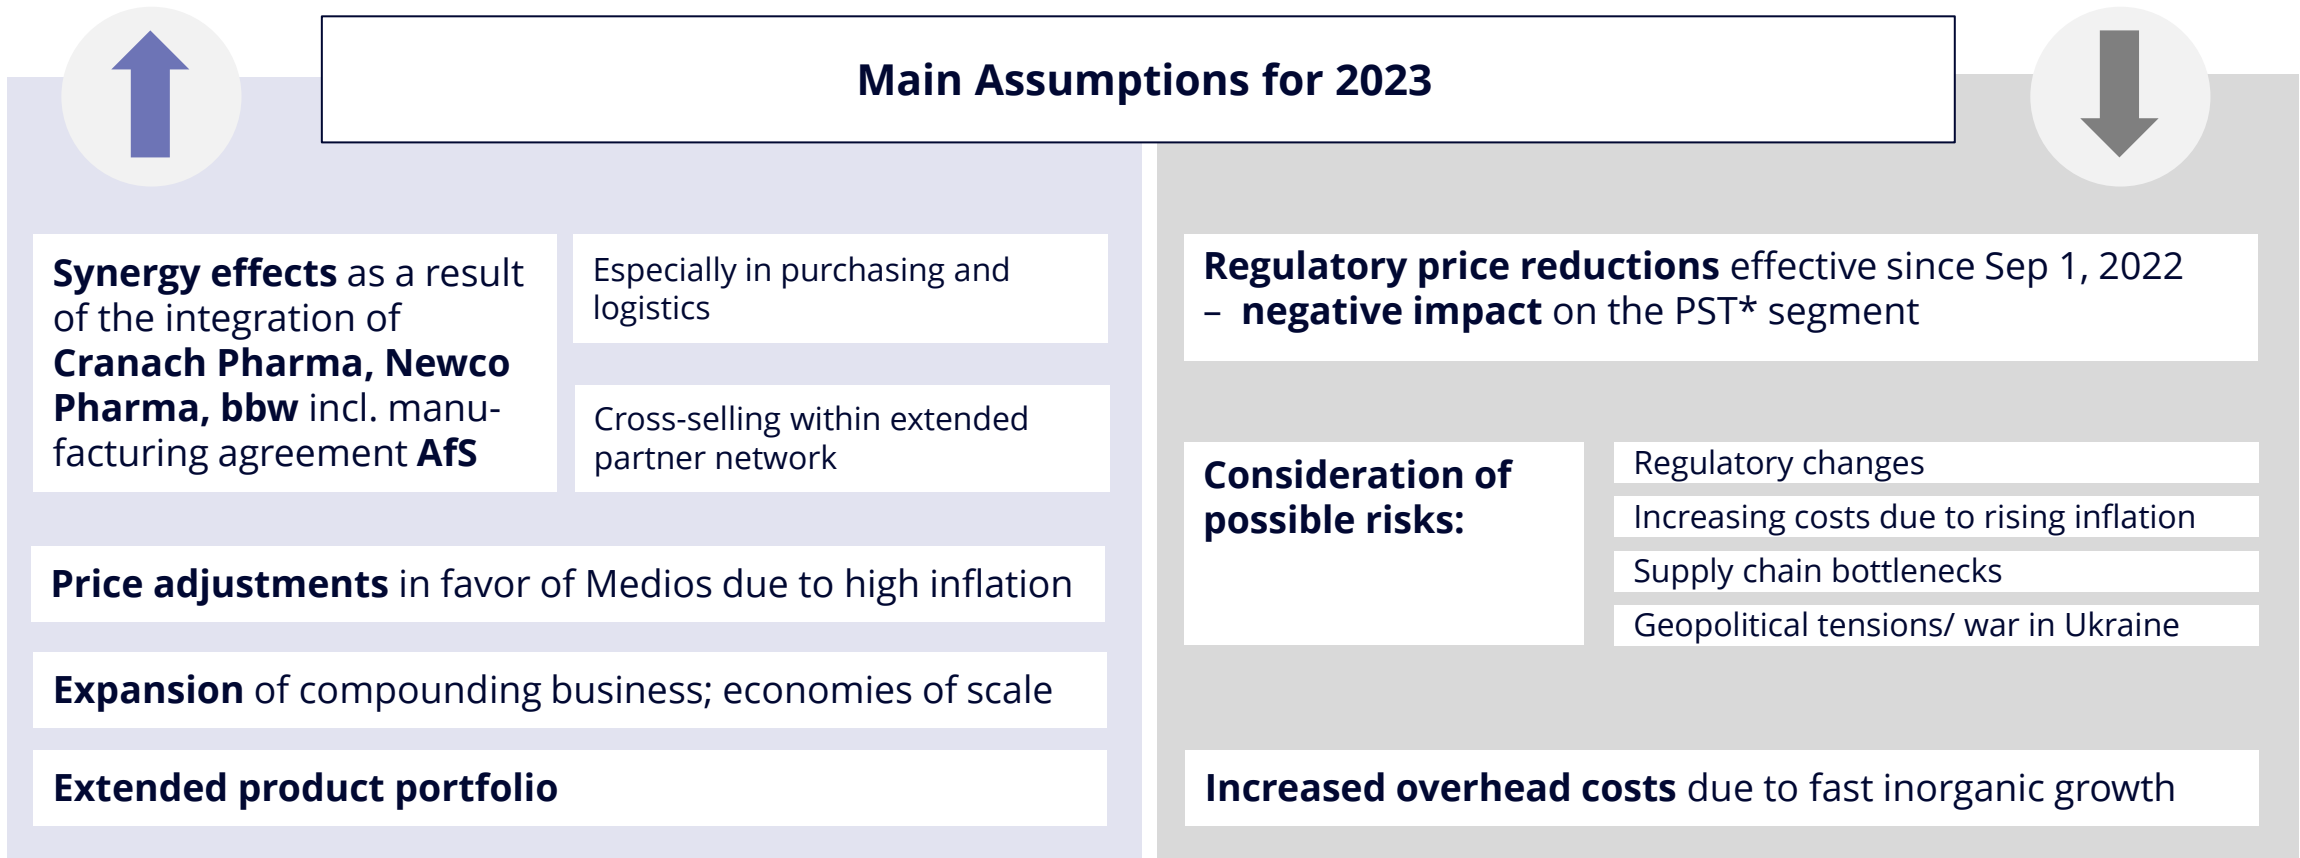 Main Assumptions for 2023
Synergy effects as a result
of the integration of
Cranach Pharma, Newco
Pharma, bbw incl. manu-
facturing agreement AfS
Especially in purchasing and
logistics
Cross-selling within extended
partner network
Price adjustments in favor of Medios due to high inflation
Expansion of compounding business; economies of scale
Extended product portfolio
Regulatory price reductions effective since Sep 1, 2022
– negative impact on the PST* segment
Consideration of
possible risks:
Regulatory changes
Increasing costs due to rising inflation
Supply chain bottlenecks
Geopolitical tensions/ war in Ukraine
Increased overhead costs due to fast inorganic growth